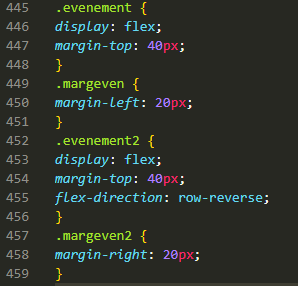 445 .evenement {
446 display: flex;
447 margin-top: 40px;
448 }
449 .margeven {
450 margin-left: 20px;
451 }
452 .evenement2 {
453 display: flex;
454 margin-top: 40px;
455 flex-direction: row-reverse;
456 }
457 .margeven2 {
458 margin-right: 20px;
459 }